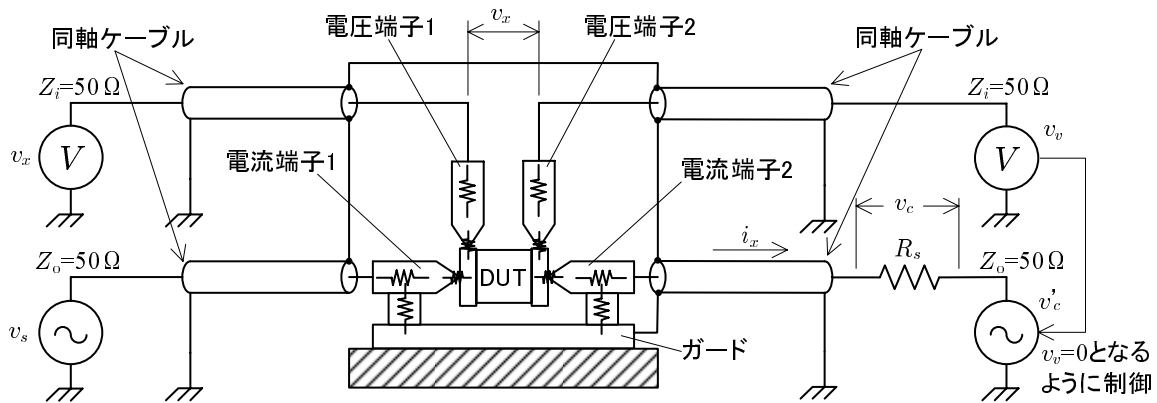 電圧端子1
v_x
電圧端子2
同軸ケーブル
同軸ケーブル
Z_i=50 Ω
Z_i=50 Ω
v_x
V
V
v_v
電流端子1
電流端子2
v_c
i_x
R_s
Z_o=50 Ω
Z_o=50 Ω
DUT
v_s
v'_c
ガード
v_v=0となる
ように制御